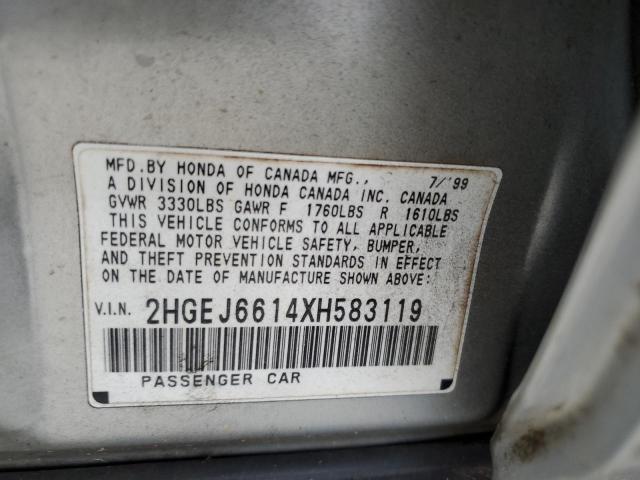 MFD. BY HONDA OF CANADA MFG., 7/'99
A DIVISION OF HONDA CANADA INC. CANADA
GVWR 3330LBS GAWR F 1760LBS R 1610LBS
THIS VEHICLE CONFORMS TO ALL APPLICABLE
FEDERAL MOTOR VEHICLE SAFETY, BUMPER,
AND THEFT PREVENTION STANDARDS IN EFFECT
ON THE DATE OF MANUFACTURE SHOWN ABOVE:
V.I.N. 2HGEJ6614XH583119
PASSENGER CAR